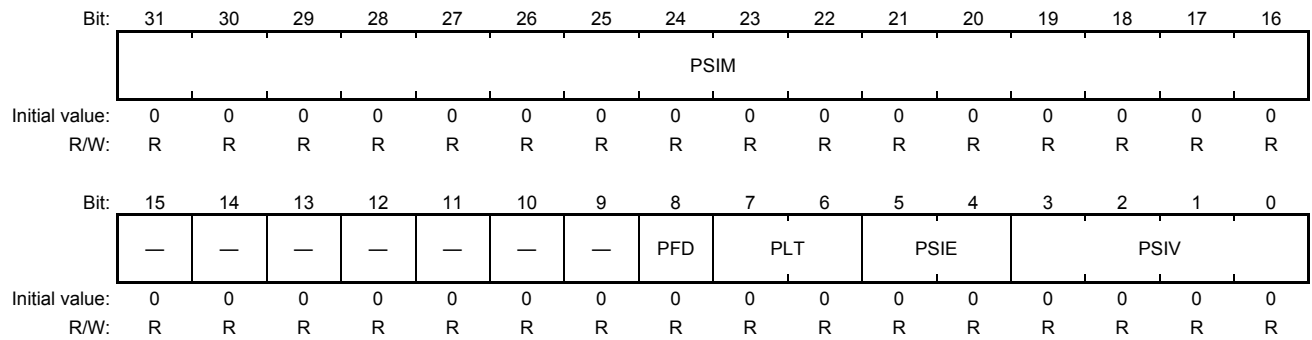 Bit: 31 30 29 28 27 26 25 24 23 22 21 20 19 18 17 16
PSIM
Initial value: 0 0 0 0 0 0 0 0 0 0 0 0 0 0 0 0
R/W: R R R R R R R R R R R R R R R R
Bit: 15 14 13 12 11 10 9 8 7 6 5 4 3 2 1 0
— — — — — — — PFD PLT PSIE PSIV
Initial value: 0 0 0 0 0 0 0 0 0 0 0 0 0 0 0 0
R/W: R R R R R R R R R R R R R R R R